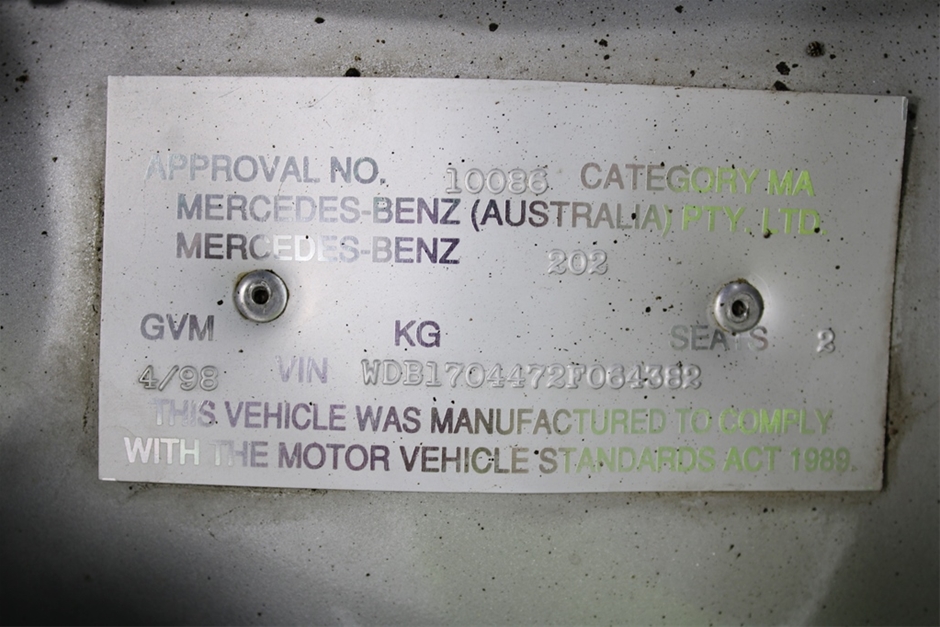 APPROVAL NO. 10086 CATEGORY MA
MERCEDES-BENZ (AUSTRALIA) PTY. LTD.
MERCEDES-BENZ 202
GVM KG SEATS 2
4/98 VIN WDB1704472F064382
THIS VEHICLE WAS MANUFACTURED TO COMPLY
WITH THE MOTOR VEHICLE STANDARDS ACT 1989.